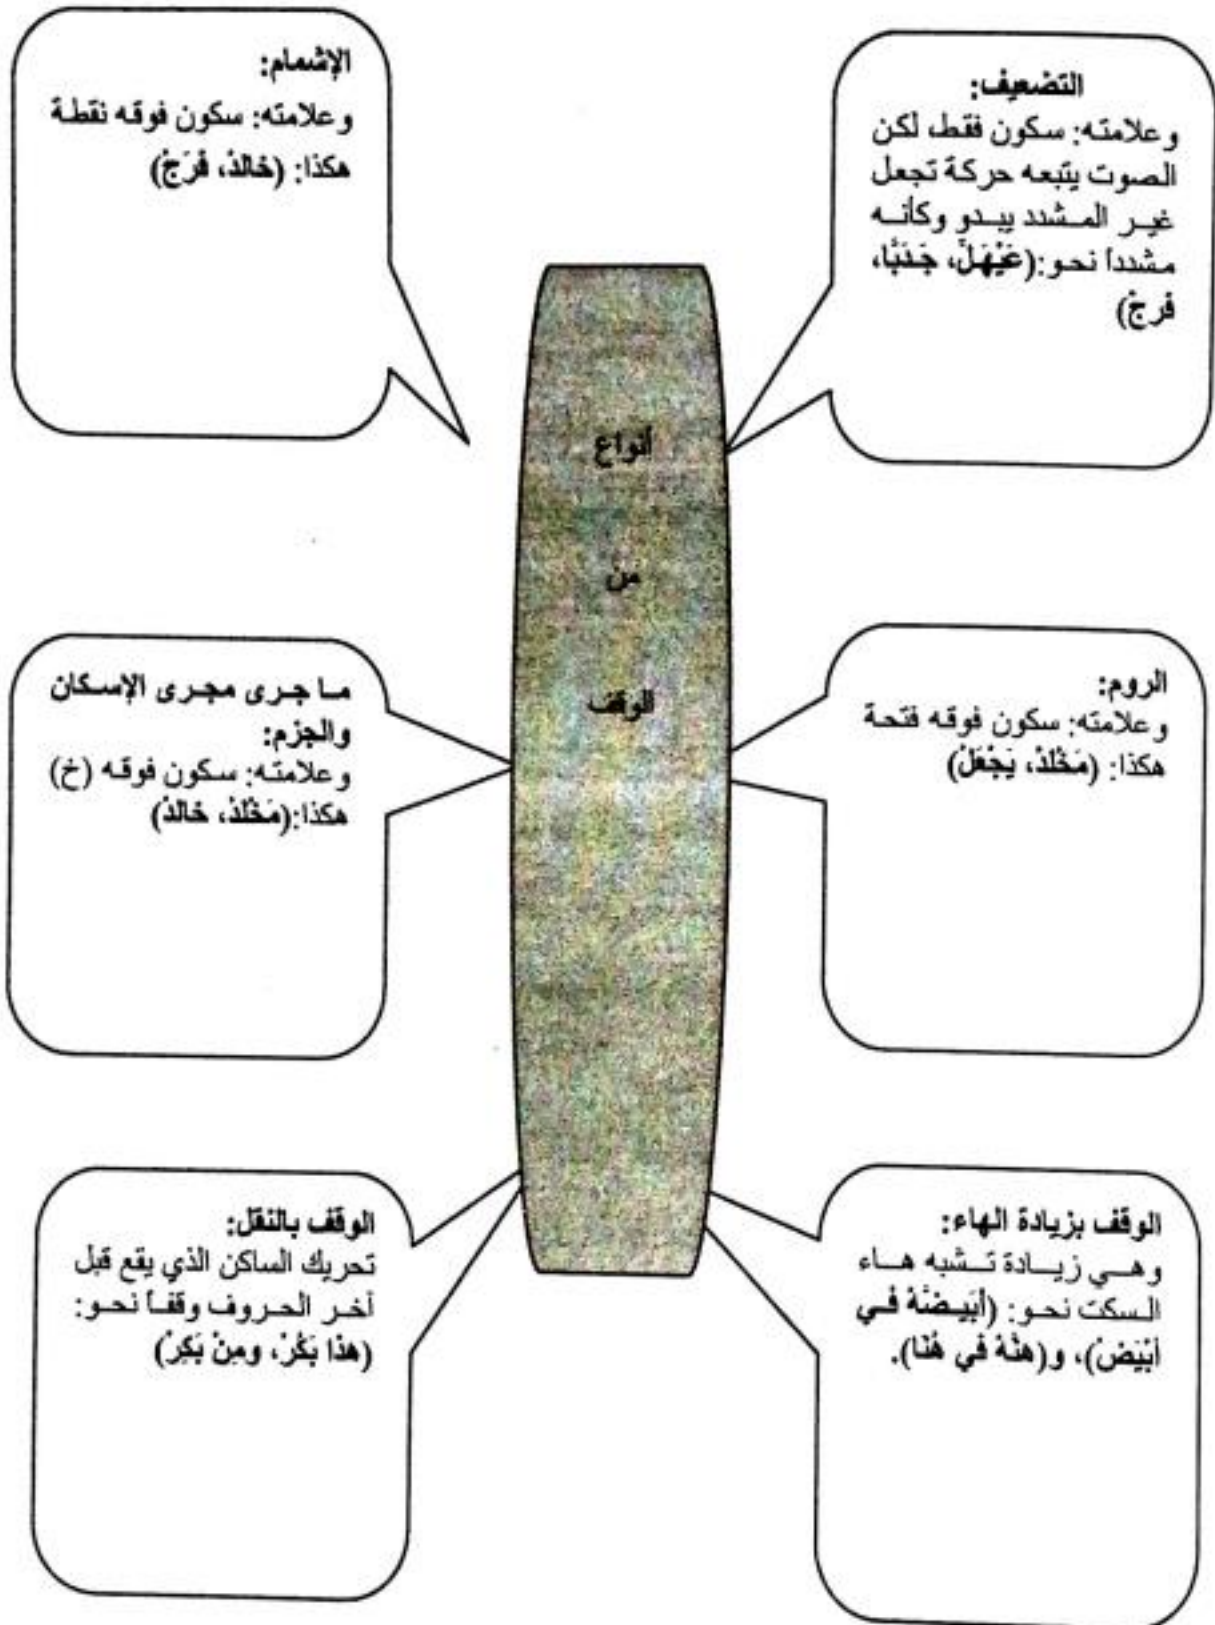 التضعيف:
وعلامته: سكون فقط، لكن
الصوت يتبعه حركة تجعل
غير المشدد يبدو وكأنه
مشدداً نحو: (عَيْهَلّْ، جَنَبًّا،
فرجْ)
الإشمام:
وعلامته: سكون فوقه نقطة
هكذا: (خالدْ، فَرَجْ)
أنواع
من
الوقف
الروم:
وعلامته: سكون فوقه فتحة
هكذا: (مَخْلَدْ، يَجْعَلْ)
ما جرى مجرى الإسكان
والجزم:
وعلامته: سكون فوقه (خ)
هكذا: (مَخْلَدْ، خالدْ)
الوقف بزيادة الهاء:
وهي زيادة تشبه هاء
السكت نحو: (أبْيَضَّهْ في
أبْيَضْ)، و(هنَّهْ في هُنَا).
الوقف بالنقل:
تحريك الساكن الذي يقع قبل
آخر الحروف وقفاً نحو:
(هذا بَكُرْ، ومِنْ بَكِرْ)